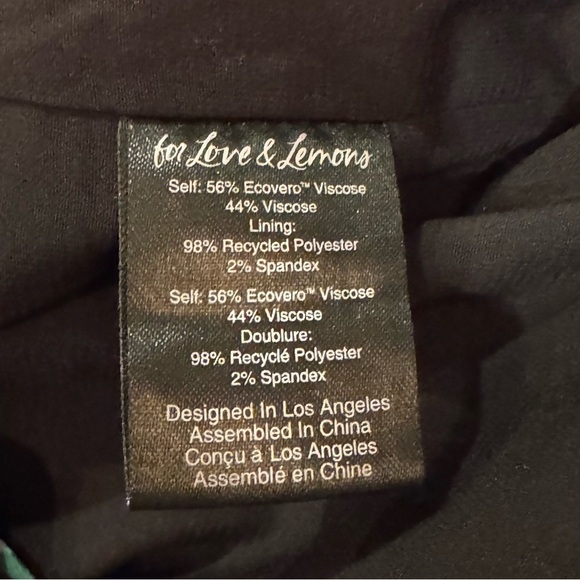 for Love & Lemons
Self: 56% Ecovero™ Viscose
44% Viscose
Lining:
98% Recycled Polyester
2% Spandex
Self: 56% Ecovero™ Viscose
44% Viscose
Doublure:
98% Recyclé Polyester
2% Spandex
Designed In Los Angeles
Assembled In China
Conçu à Los Angeles
Assemblé en Chine